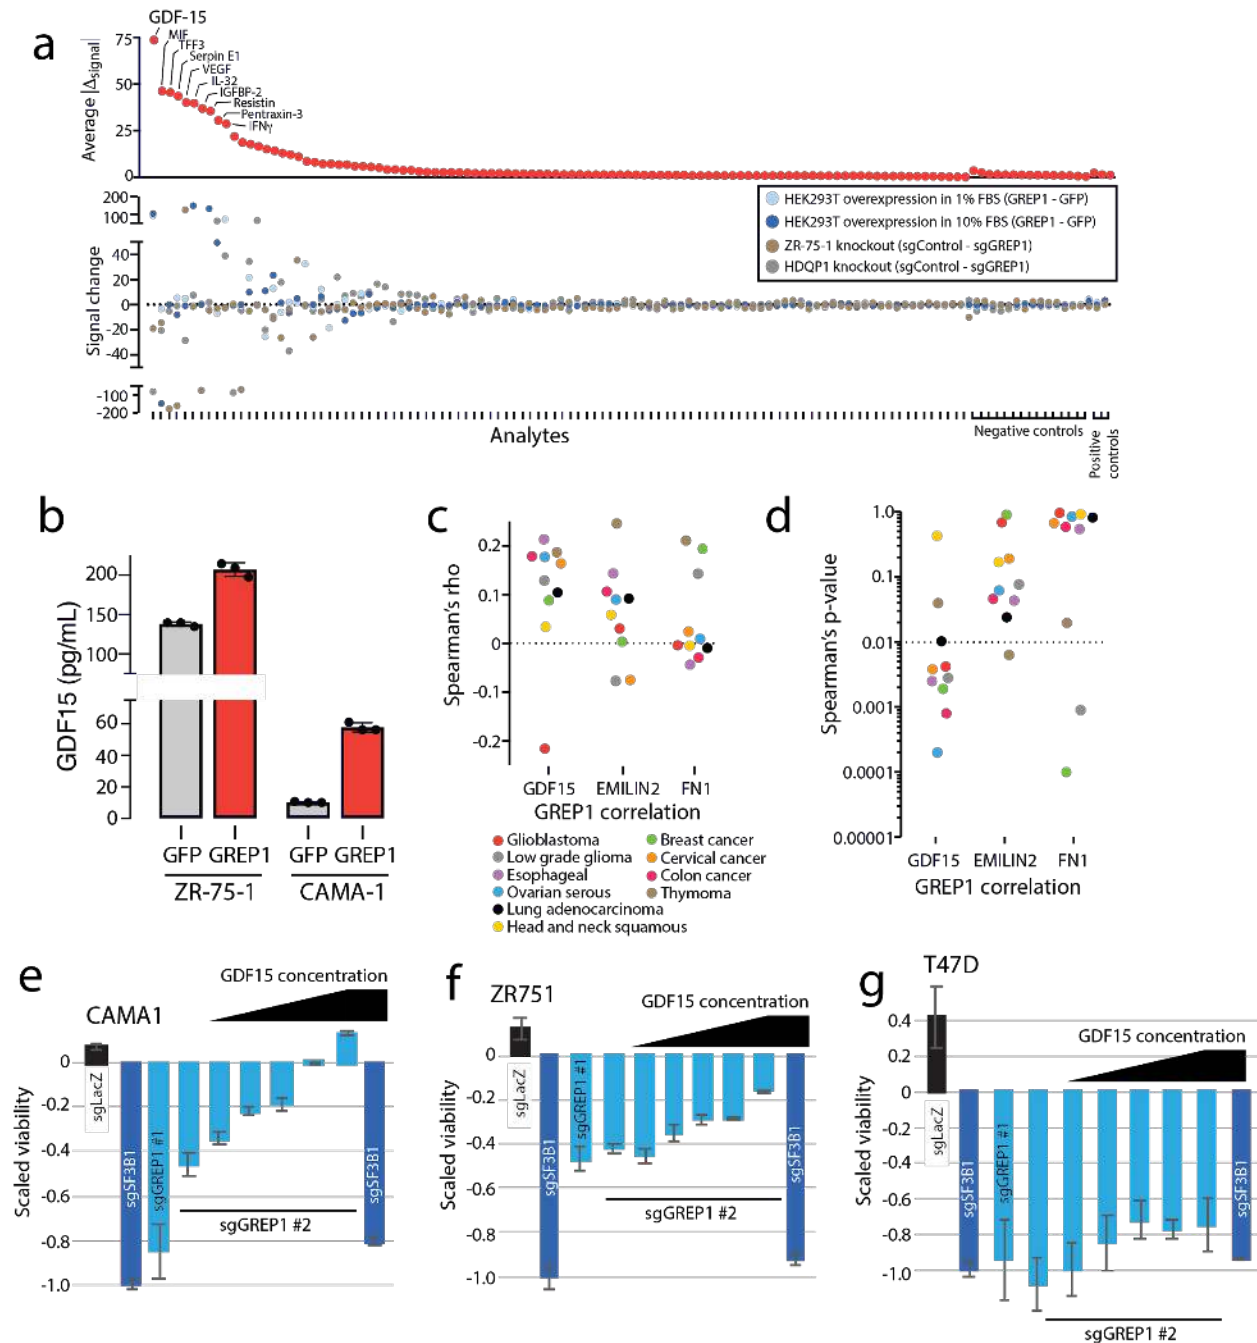 a
GDF-15
MIF
TFF3
Serpin E1
VEGF
IL-32
IGFBP-2
Resistin
Pentraxin-3
IFNγ
Average |Δsignal|
75
50
25
0
HEK293T overexpression in 1% FBS (GREP1 - GFP)
HEK293T overexpression in 10% FBS (GREP1 - GFP)
ZR-75-1 knockout (sgControl - sgGREP1)
HDQP1 knockout (sgControl - sgGREP1)
Signal change
200
100
40
20
0
-20
-40
-100
-200
Analytes
Negative controls
Positive controls
b
GDF15 (pg/mL)
200
150
100
60
40
20
0
GFP GREP1 GFP GREP1
ZR-75-1 CAMA-1
c
Spearman's rho
0.2
0.1
0
-0.1
-0.2
GDF15 EMILIN2 FN1
GREP1 correlation
Glioblastoma
Low grade glioma
Esophageal
Ovarian serous
Lung adenocarcinoma
Head and neck squamous
Breast cancer
Cervical cancer
Colon cancer
Thymoma
d
Spearman's p-value
1.0
0.1
0.01
0.001
0.0001
0.00001
GDF15 EMILIN2 FN1
GREP1 correlation
e
CAMA1
GDF15 concentration
Scaled viability
0
-0.2
-0.4
-0.6
-0.8
-1.0
sgLacZ
sgSF3B1
sgGREP1 #1
sgGREP1 #2
sgSF3B1
f
ZR751
GDF15 concentration
Scaled viability
0
-0.2
-0.4
-0.6
-0.8
-1.0
sgLacZ
sgSF3B1
sgGREP1 #1
sgGREP1 #2
sgSF3B1
g
T47D
GDF15 concentration
Scaled viability
0.4
0.2
0
-0.2
-0.4
-0.6
-0.8
-1.0
sgLacZ
sgSF3B1
sgGREP1 #1
sgGREP1 #2
sgSF3B1